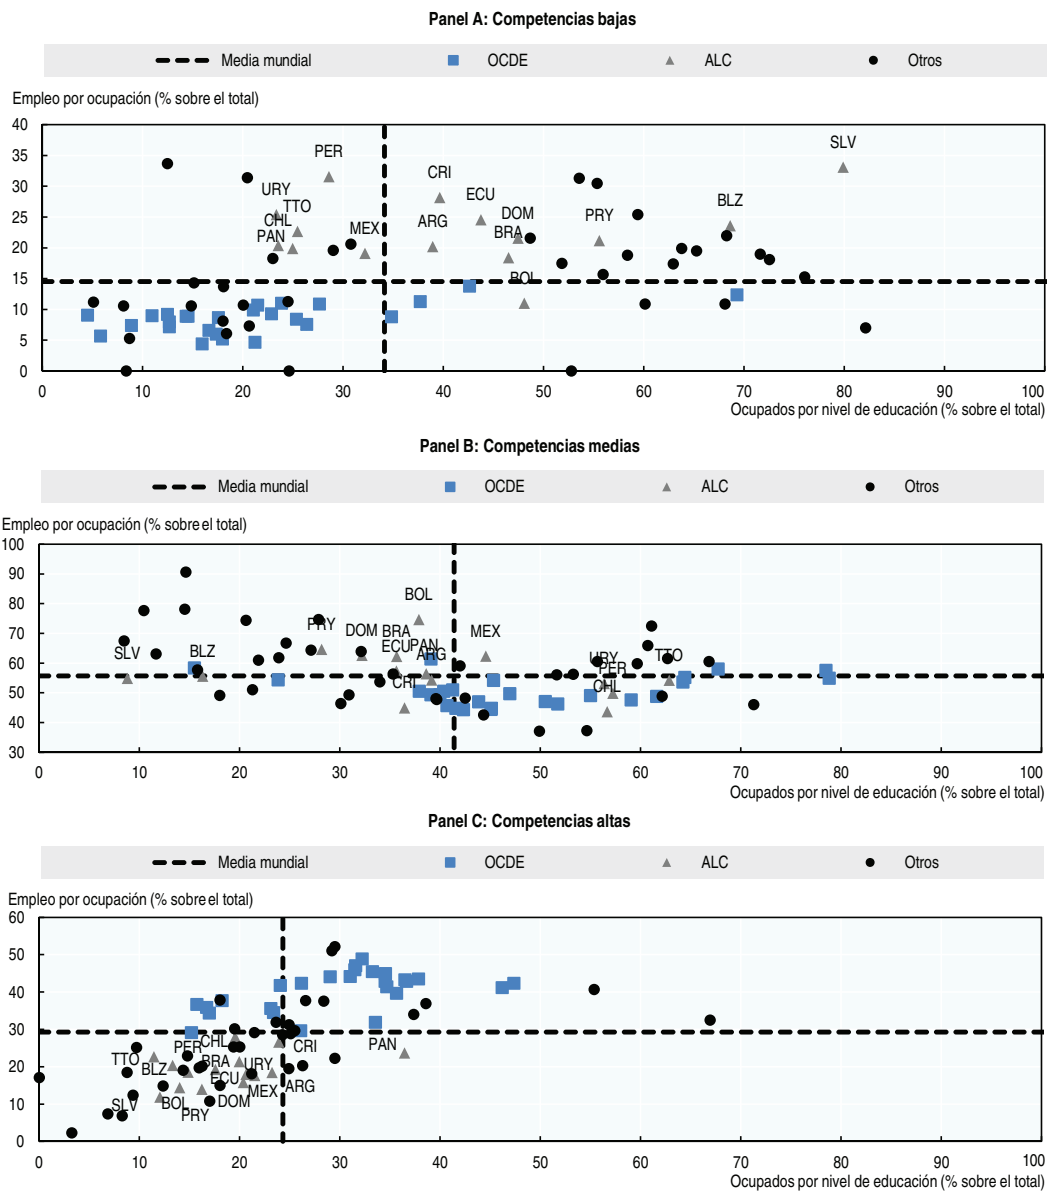 Panel A: Competencias bajas
Media mundial OCDE ALC Otros
Empleo por ocupación (% sobre el total)
40
35
30
25
20
15
10
5
0
SLV
PER
CRI
URY
ECU
BLZ
TTO
DOM
PRY
CHL
ARG
MEX
BRA
PAN
BOL
0 10 20 30 40 50 60 70 80 90 100
Ocupados por nivel de educación (% sobre el total)
Panel B: Competencias medias
Media mundial OCDE ALC Otros
Empleo por ocupación (% sobre el total)
100
90
80
70
60
50
40
30
BOL
PRY
DOM
BRA
MEX
ECU
PAN
SLV
BLZ
ARG
URY
TTO
PER
CRI
CHL
0 10 20 30 40 50 60 70 80 90 100
Ocupados por nivel de educación (% sobre el total)
Panel C: Competencias altas
Media mundial OCDE ALC Otros
Empleo por ocupación (% sobre el total)
60
50
40
30
20
10
0
PER
CHL
CRI
PAN
TTO
BLZ
BRA
URY
ECU
MEX
ARG
SLV
BOL
DOM
PRY
0 10 20 30 40 50 60 70 80 90 100
Ocupados por nivel de educación (% sobre el total)